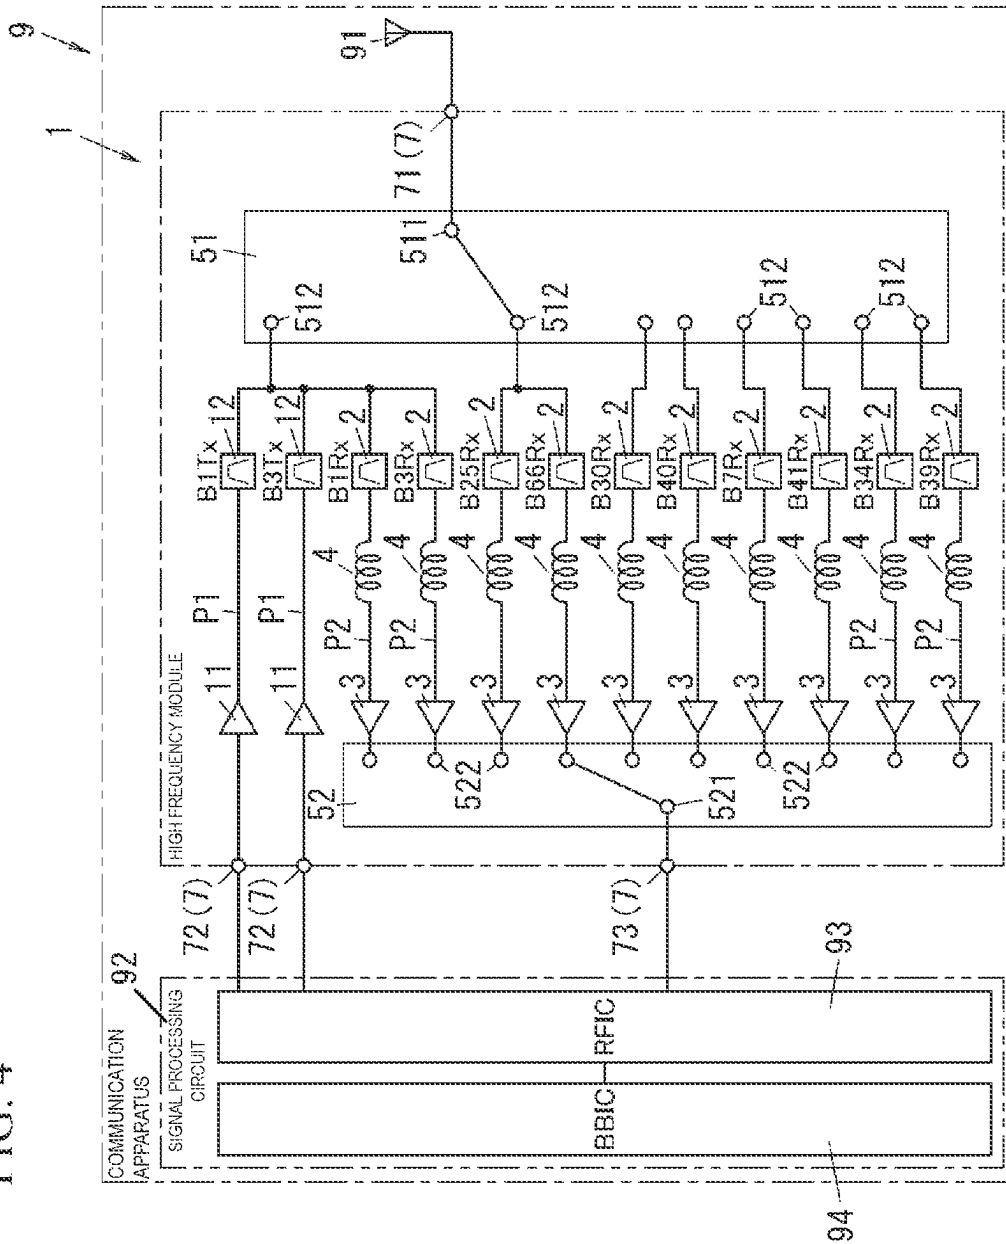 FIG. 4
9
COMMUNICATION
APPARATUS
92
SIGNAL PROCESSING
CIRCUIT
94
BBIC
RFIC
93
1
HIGH FREQUENCY MODULE
72 (7)
72 (7)
73 (7)
11
11
P1
P1
B1Tx
12
B3Tx
12
B1Rx
2
B3Rx
2
B25Rx
2
B66Rx
2
B30Rx
2
B40Rx
2
B7Rx
2
B41Rx
2
B34Rx
2
B39Rx
2
4
4
4
4
4
4
4
4
4
4
P2
P2
P2
P2
3
3
3
3
3
3
3
3
3
3
52
522
521
522
51
512
511
512
512
512
71 (7)
91